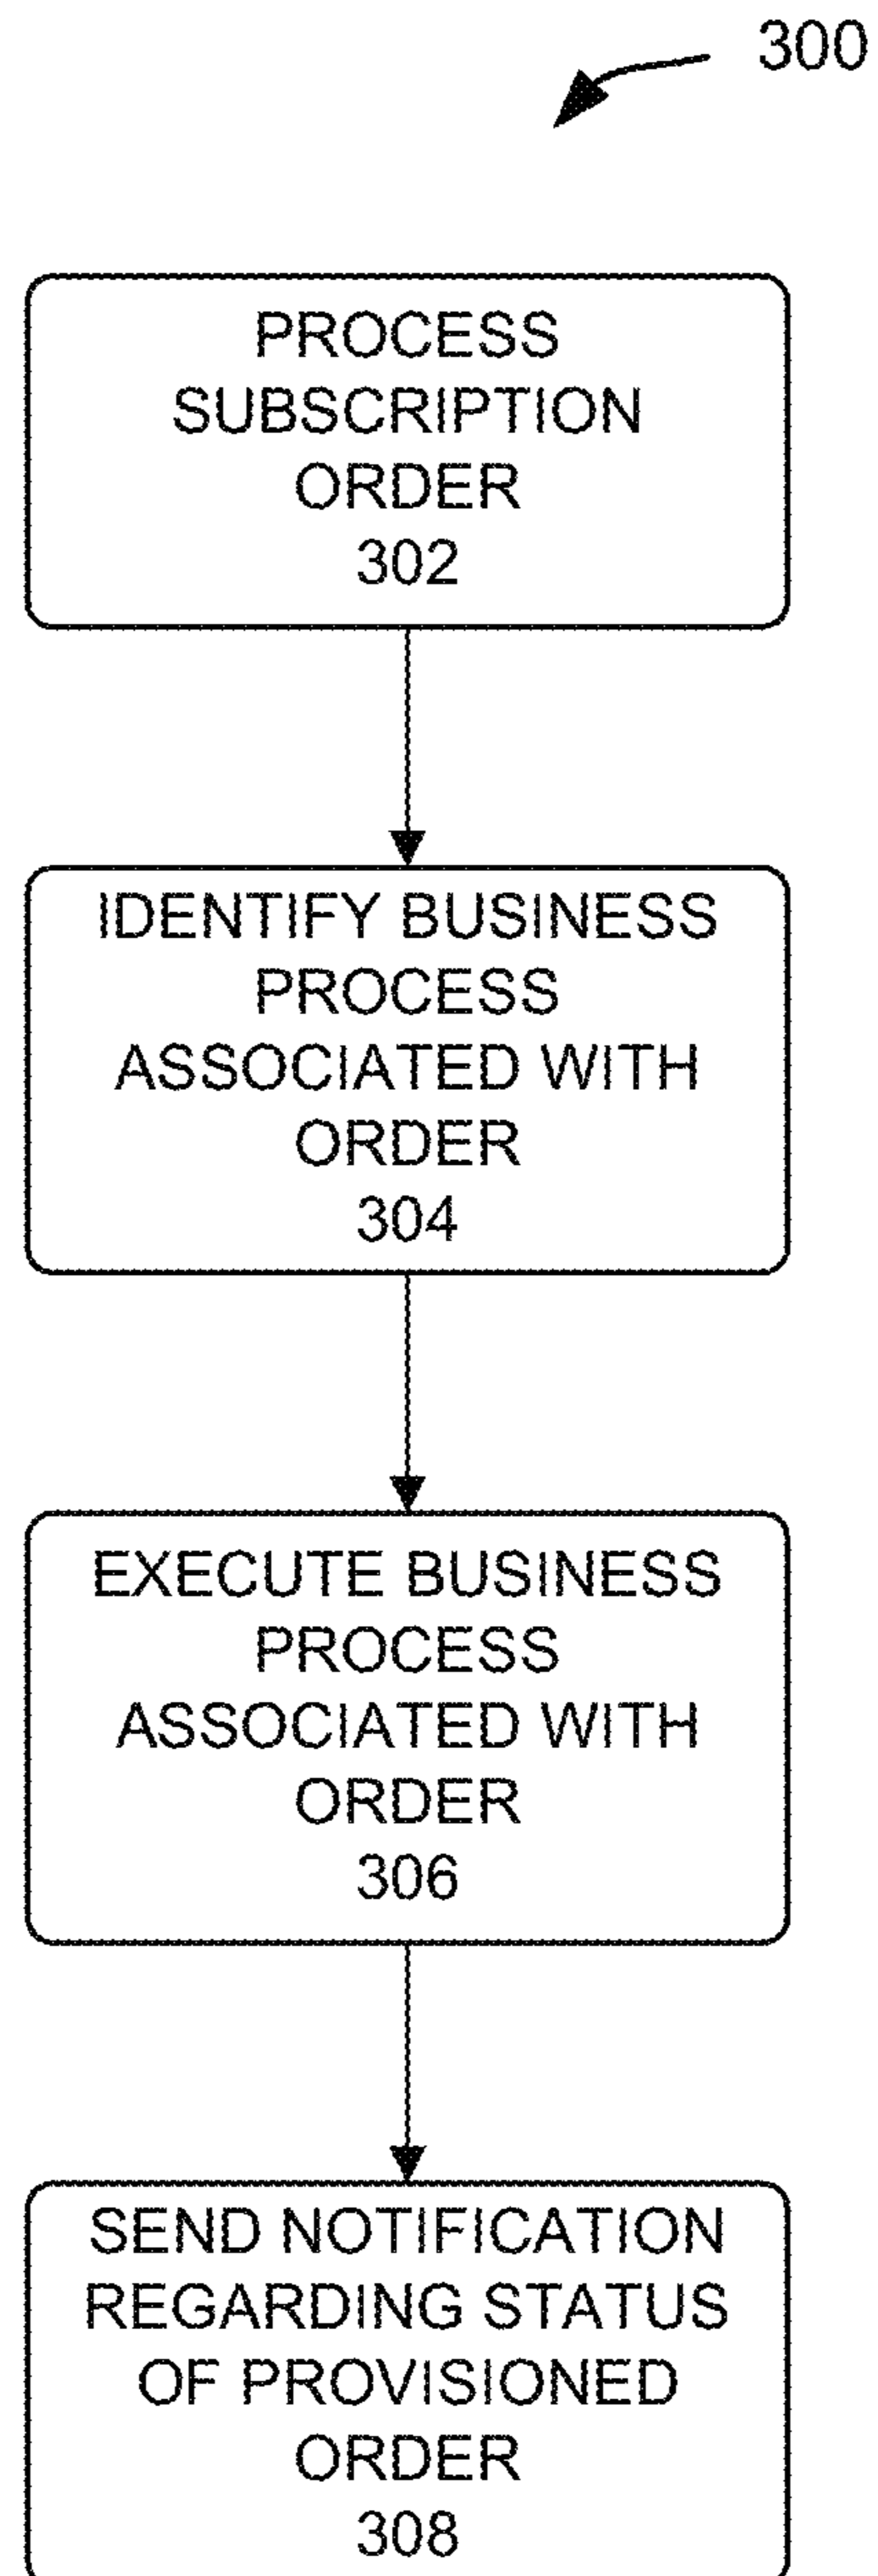 300
PROCESS
SUBSCRIPTION
ORDER
302
IDENTIFY BUSINESS
PROCESS
ASSOCIATED WITH
ORDER
304
EXECUTE BUSINESS
PROCESS
ASSOCIATED WITH
ORDER
306
SEND NOTIFICATION
REGARDING STATUS
OF PROVISIONED
ORDER
308